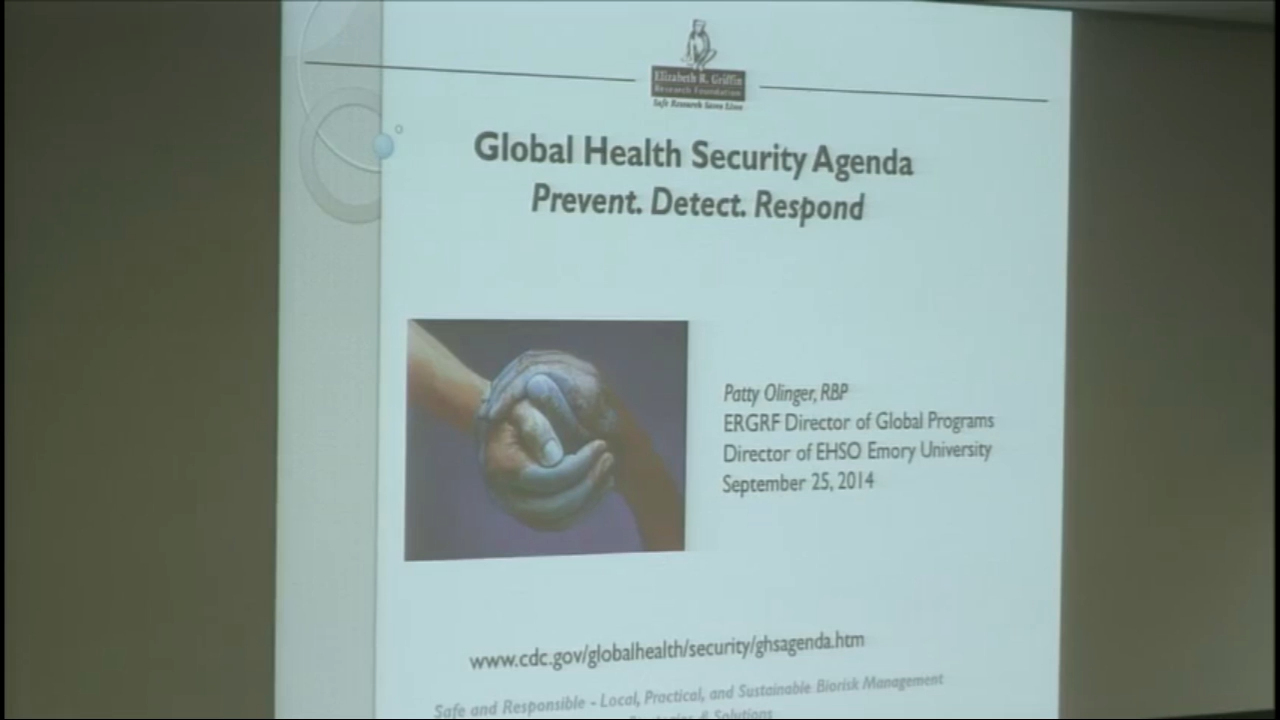 Elizabeth R. Griffin
Research Foundation
Safe Research Saves Lives
Global Health Security Agenda
Prevent. Detect. Respond
Patty Olinger, RBP
ERGRF Director of Global Programs
Director of EHSO Emory University
September 25, 2014
www.cdc.gov/globalhealth/security/ghsagenda.htm
Safe and Responsible - Local, Practical, and Sustainable Biorisk Management
Strategies & Solutions